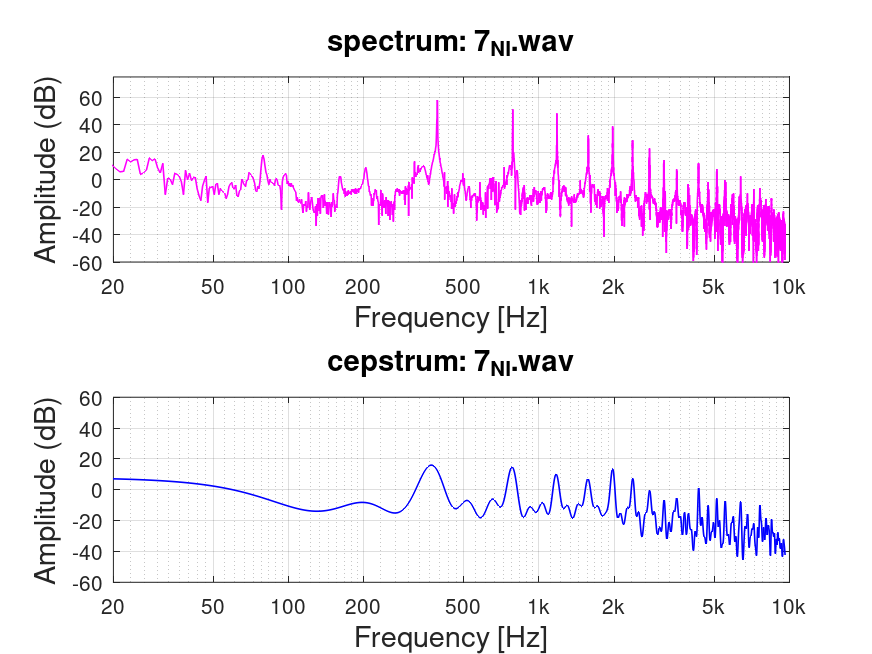 spectrum: 7NI.wav
Amplitude (dB)
60
40
20
0
-20
-40
-60
20 50 100 200 500 1k 2k 5k 10k
Frequency [Hz]
cepstrum: 7NI.wav
Amplitude (dB)
60
40
20
0
-20
-40
-60
20 50 100 200 500 1k 2k 5k 10k
Frequency [Hz]